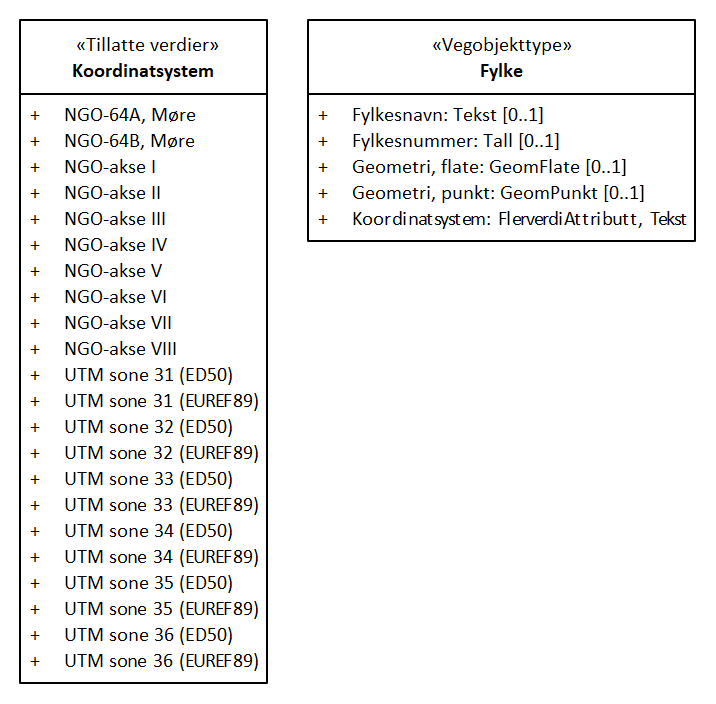 «Tillatte verdier»
Koordinatsystem
+ NGO-64A, Møre
+ NGO-64B, Møre
+ NGO-akse I
+ NGO-akse II
+ NGO-akse III
+ NGO-akse IV
+ NGO-akse V
+ NGO-akse VI
+ NGO-akse VII
+ NGO-akse VIII
+ UTM sone 31 (ED50)
+ UTM sone 31 (EUREF89)
+ UTM sone 32 (ED50)
+ UTM sone 32 (EUREF89)
+ UTM sone 33 (ED50)
+ UTM sone 33 (EUREF89)
+ UTM sone 34 (ED50)
+ UTM sone 34 (EUREF89)
+ UTM sone 35 (ED50)
+ UTM sone 35 (EUREF89)
+ UTM sone 36 (ED50)
+ UTM sone 36 (EUREF89)
«Vegobjekttype»
Fylke
+ Fylkesnavn: Tekst [0..1]
+ Fylkesnummer: Tall [0..1]
+ Geometri, flate: GeomFlate [0..1]
+ Geometri, punkt: GeomPunkt [0..1]
+ Koordinatsystem: FlerverdiAttributt, Tekst